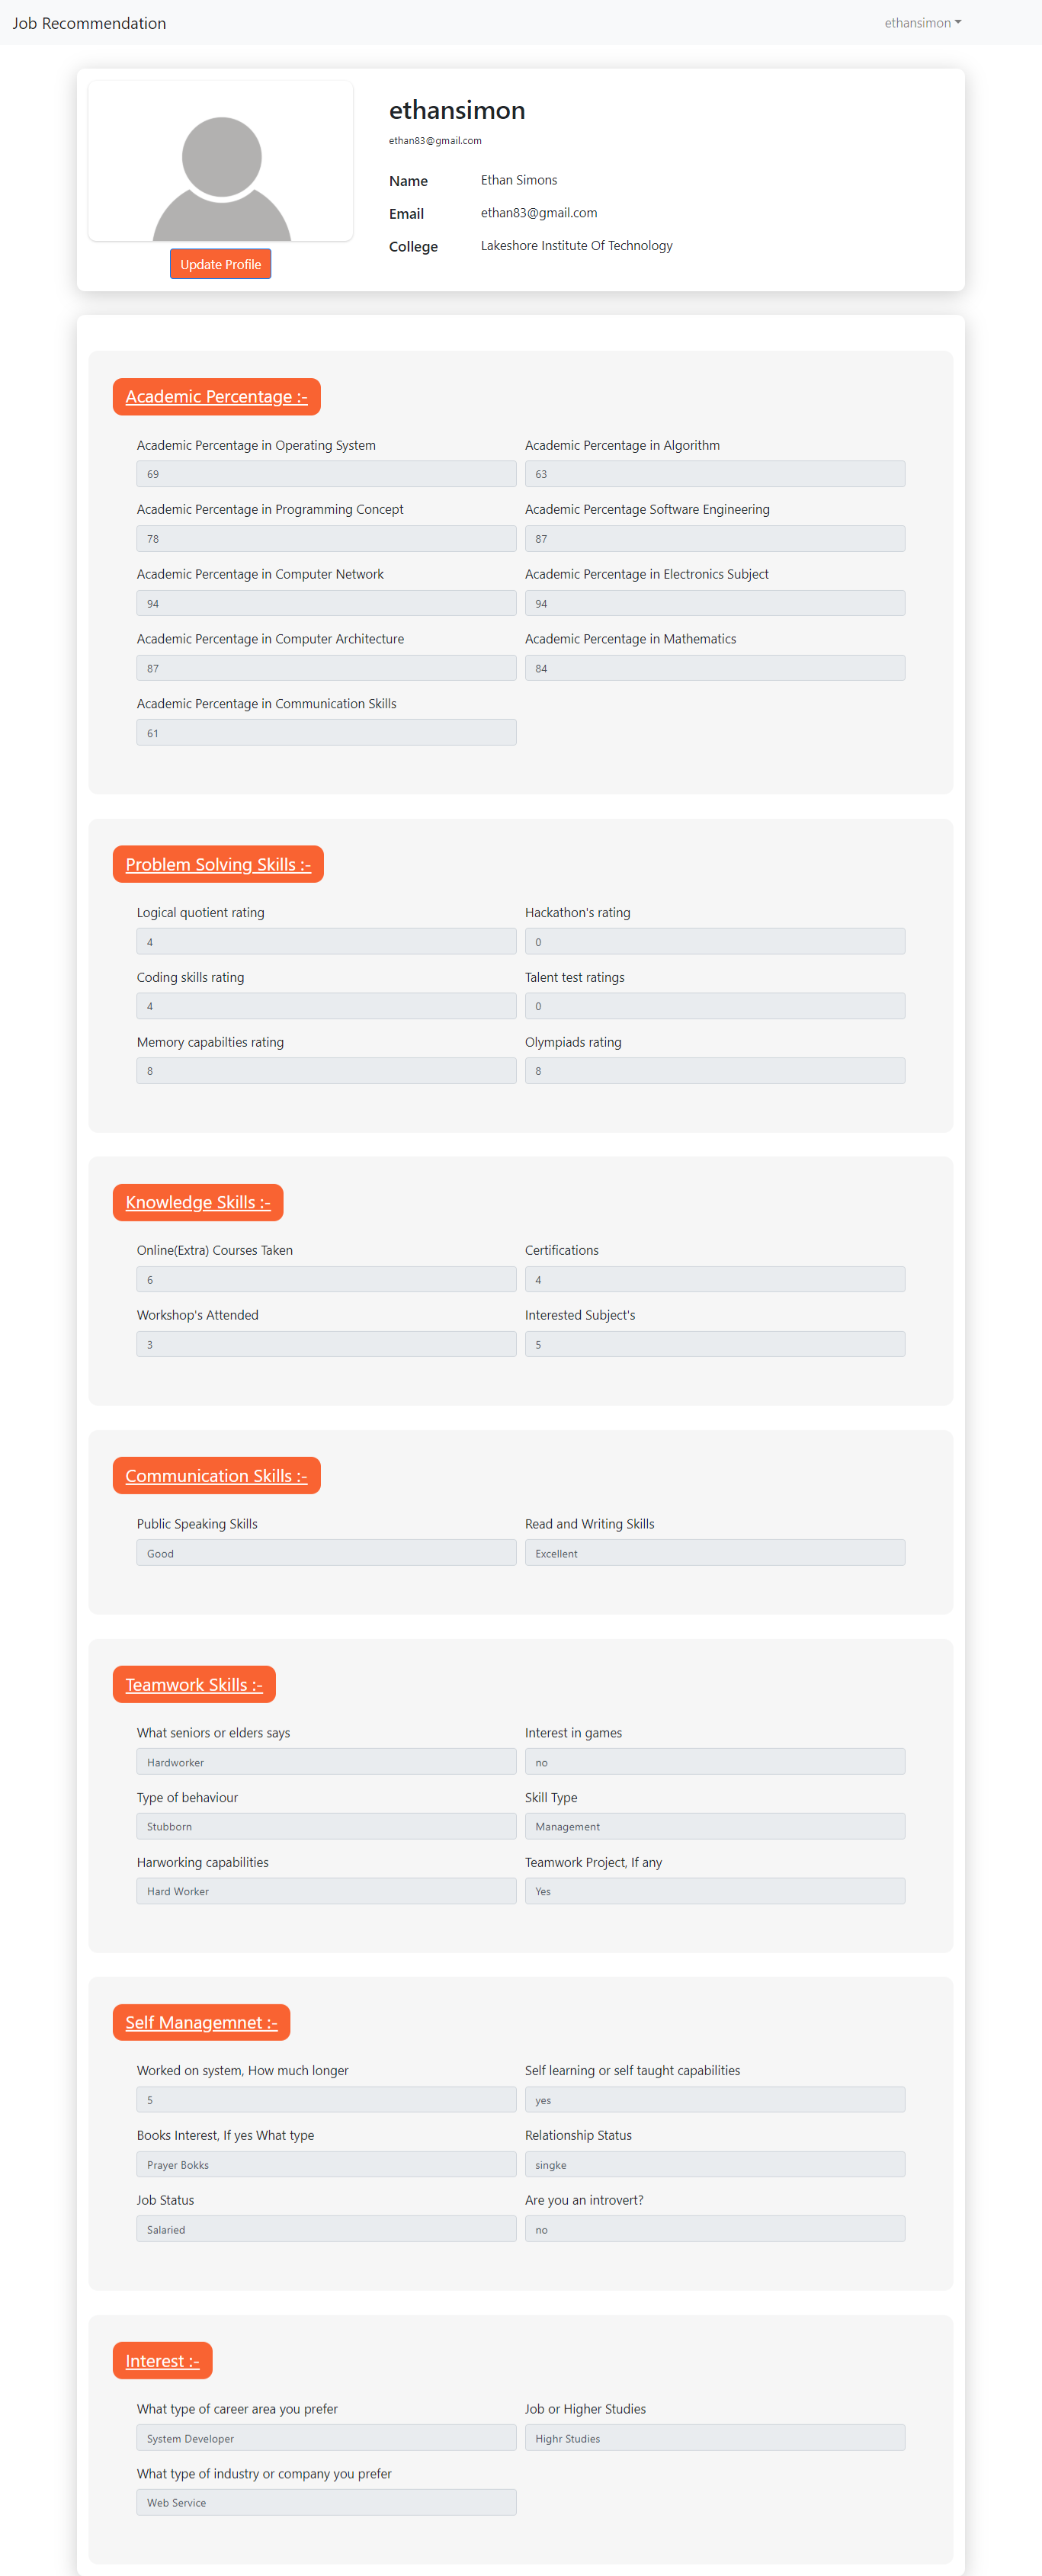 Job Recommendation
ethansimon
ethansimon
ethan83@gmail.com
Name Ethan Simons
Email ethan83@gmail.com
College Lakeshore Institute Of Technology
Update Profile
Academic Percentage :-
Academic Percentage in Operating System Academic Percentage in Algorithm
69 63
Academic Percentage in Programming Concept Academic Percentage Software Engineering
78 87
Academic Percentage in Computer Network Academic Percentage in Electronics Subject
94 94
Academic Percentage in Computer Architecture Academic Percentage in Mathematics
87 84
Academic Percentage in Communication Skills
61
Problem Solving Skills :-
Logical quotient rating Hackathon's rating
4 0
Coding skills rating Talent test ratings
4 0
Memory capabilties rating Olympiads rating
8 8
Knowledge Skills :-
Online(Extra) Courses Taken Certifications
6 4
Workshop's Attended Interested Subject's
3 5
Communication Skills :-
Public Speaking Skills Read and Writing Skills
Good Excellent
Teamwork Skills :-
What seniors or elders says Interest in games
Hardworker no
Type of behaviour Skill Type
Stubborn Management
Harworking capabilities Teamwork Project, If any
Hard Worker Yes
Self Managemnet :-
Worked on system, How much longer Self learning or self taught capabilities
5 yes
Books Interest, If yes What type Relationship Status
Prayer Bokks singke
Job Status Are you an introvert?
Salaried no
Interest :-
What type of career area you prefer Job or Higher Studies
System Developer Highr Studies
What type of industry or company you prefer
Web Service